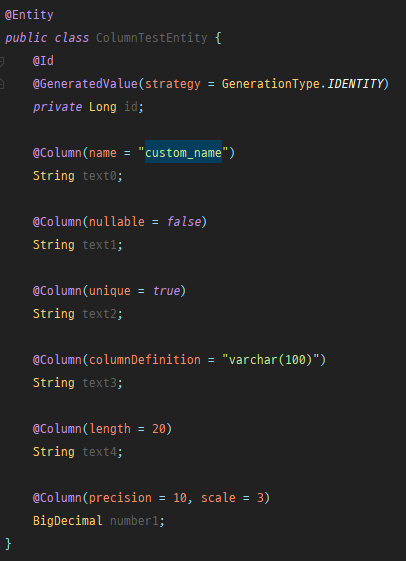 @Entity
public class ColumnTestEntity {
    @Id
    @GeneratedValue(strategy = GenerationType.IDENTITY)
    private Long id;

    @Column(name = "custom_name")
    String text0;

    @Column(nullable = false)
    String text1;

    @Column(unique = true)
    String text2;

    @Column(columnDefinition = "varchar(100)")
    String text3;

    @Column(length = 20)
    String text4;

    @Column(precision = 10, scale = 3)
    BigDecimal number1;
}